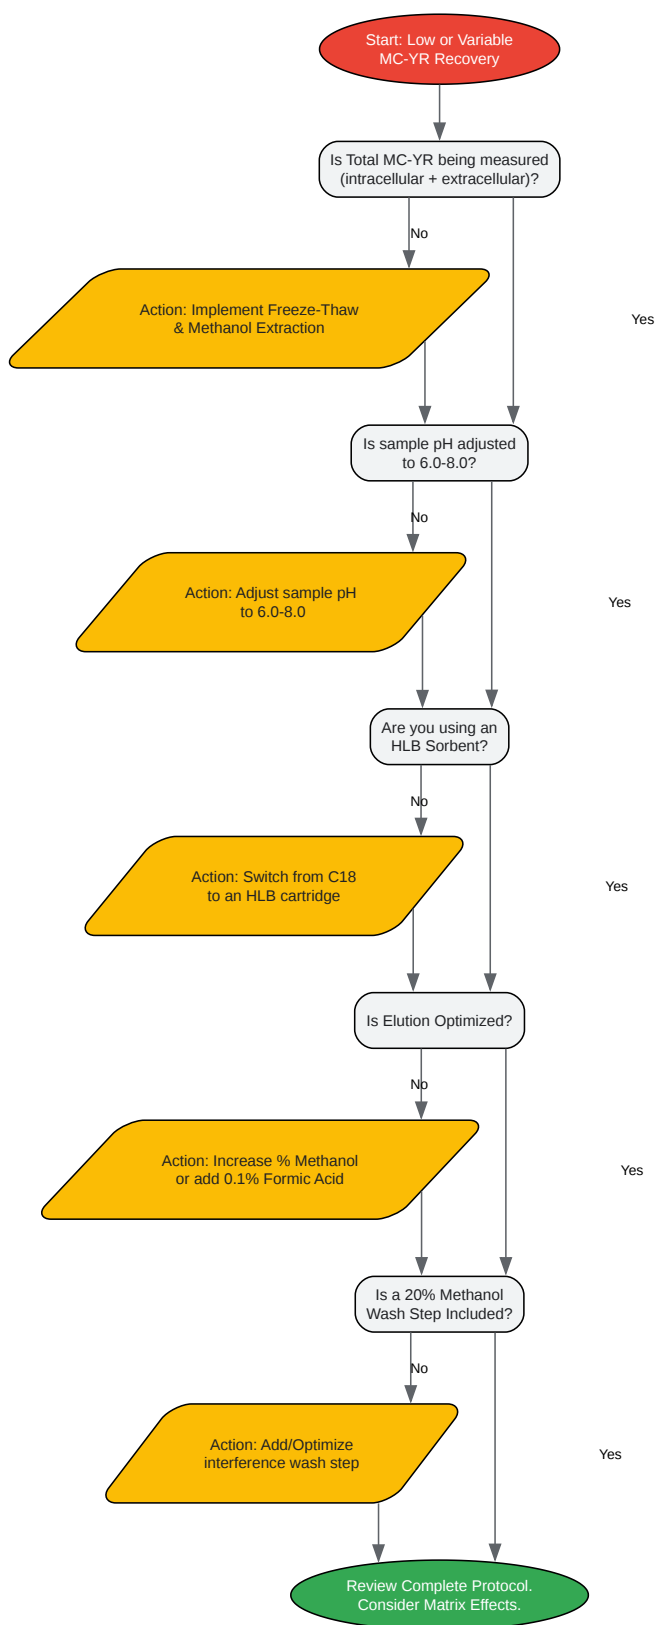 Start: Low or Variable
MC-YR Recovery
Is Total MC-YR being measured
(intracellular + extracellular)?
No
Action: Implement Freeze-Thaw
& Methanol Extraction
Yes
Is sample pH adjusted
to 6.0-8.0?
No
Action: Adjust sample pH
to 6.0-8.0
Yes
Are you using an
HLB Sorbent?
No
Action: Switch from C18
to an HLB cartridge
Yes
Is Elution Optimized?
No
Action: Increase % Methanol
or add 0.1% Formic Acid
Yes
Is a 20% Methanol
Wash Step Included?
No
Action: Add/Optimize
interference wash step
Yes
Review Complete Protocol.
Consider Matrix Effects.